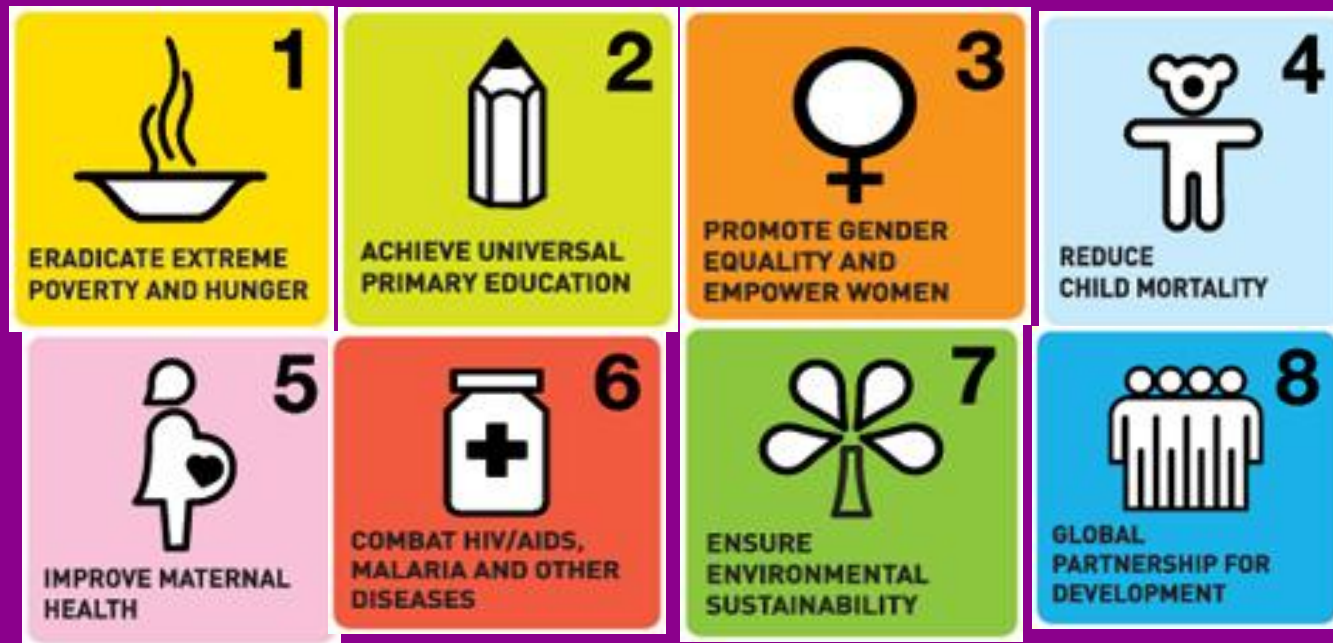 1
ERADICATE EXTREME
POVERTY AND HUNGER
2
ACHIEVE UNIVERSAL
PRIMARY EDUCATION
3
PROMOTE GENDER
EQUALITY AND
EMPOWER WOMEN
4
REDUCE
CHILD MORTALITY
5
IMPROVE MATERNAL
HEALTH
6
COMBAT HIV/AIDS,
MALARIA AND OTHER
DISEASES
7
ENSURE
ENVIRONMENTAL
SUSTAINABILITY
8
GLOBAL
PARTNERSHIP FOR
DEVELOPMENT